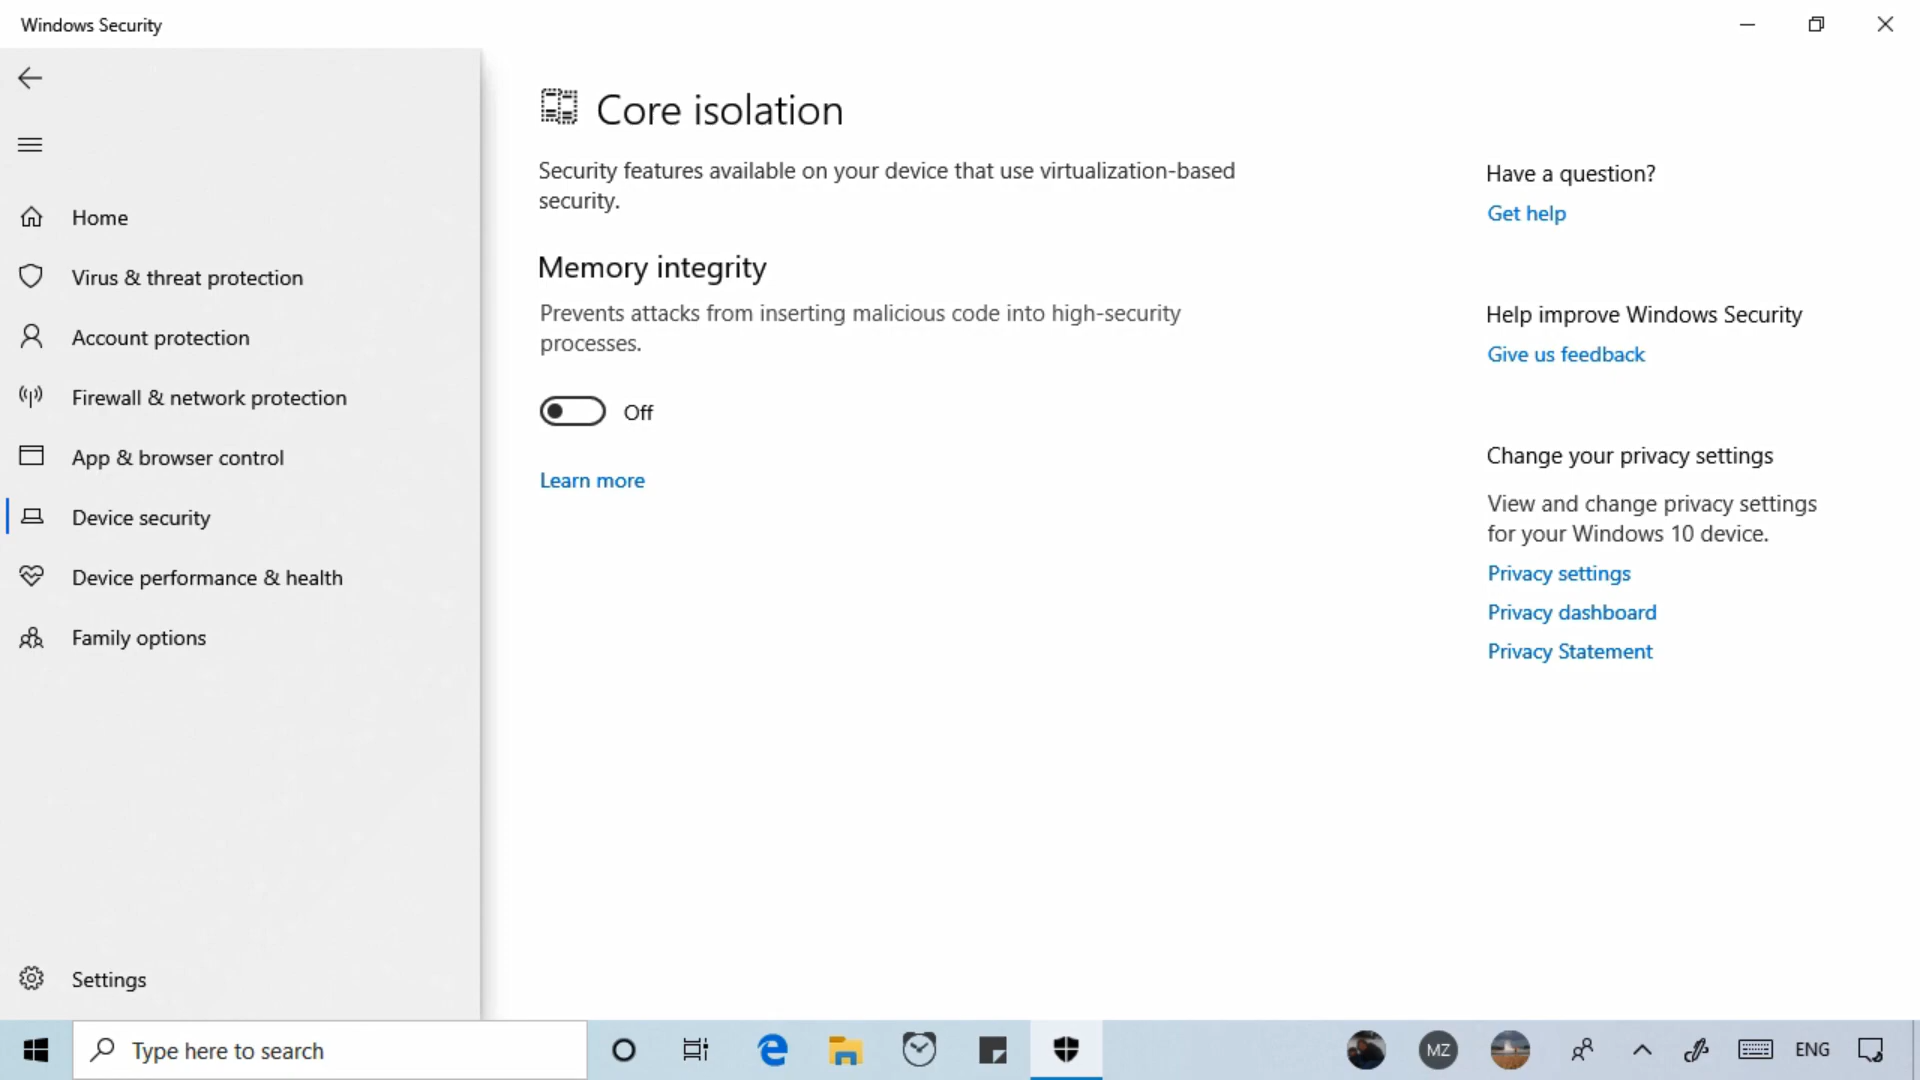 Windows Security
Home
Virus & threat protection
Account protection
Firewall & network protection
App & browser control
Device security
Device performance & health
Family options
Settings
Core isolation
Security features available on your device that use virtualization-based
security.
Memory integrity
Prevents attacks from inserting malicious code into high-security
processes.
Off
Learn more
Have a question?
Get help
Help improve Windows Security
Give us feedback
Change your privacy settings
View and change privacy settings
for your Windows 10 device.
Privacy settings
Privacy dashboard
Privacy Statement
Type here to search
MZ
ENG